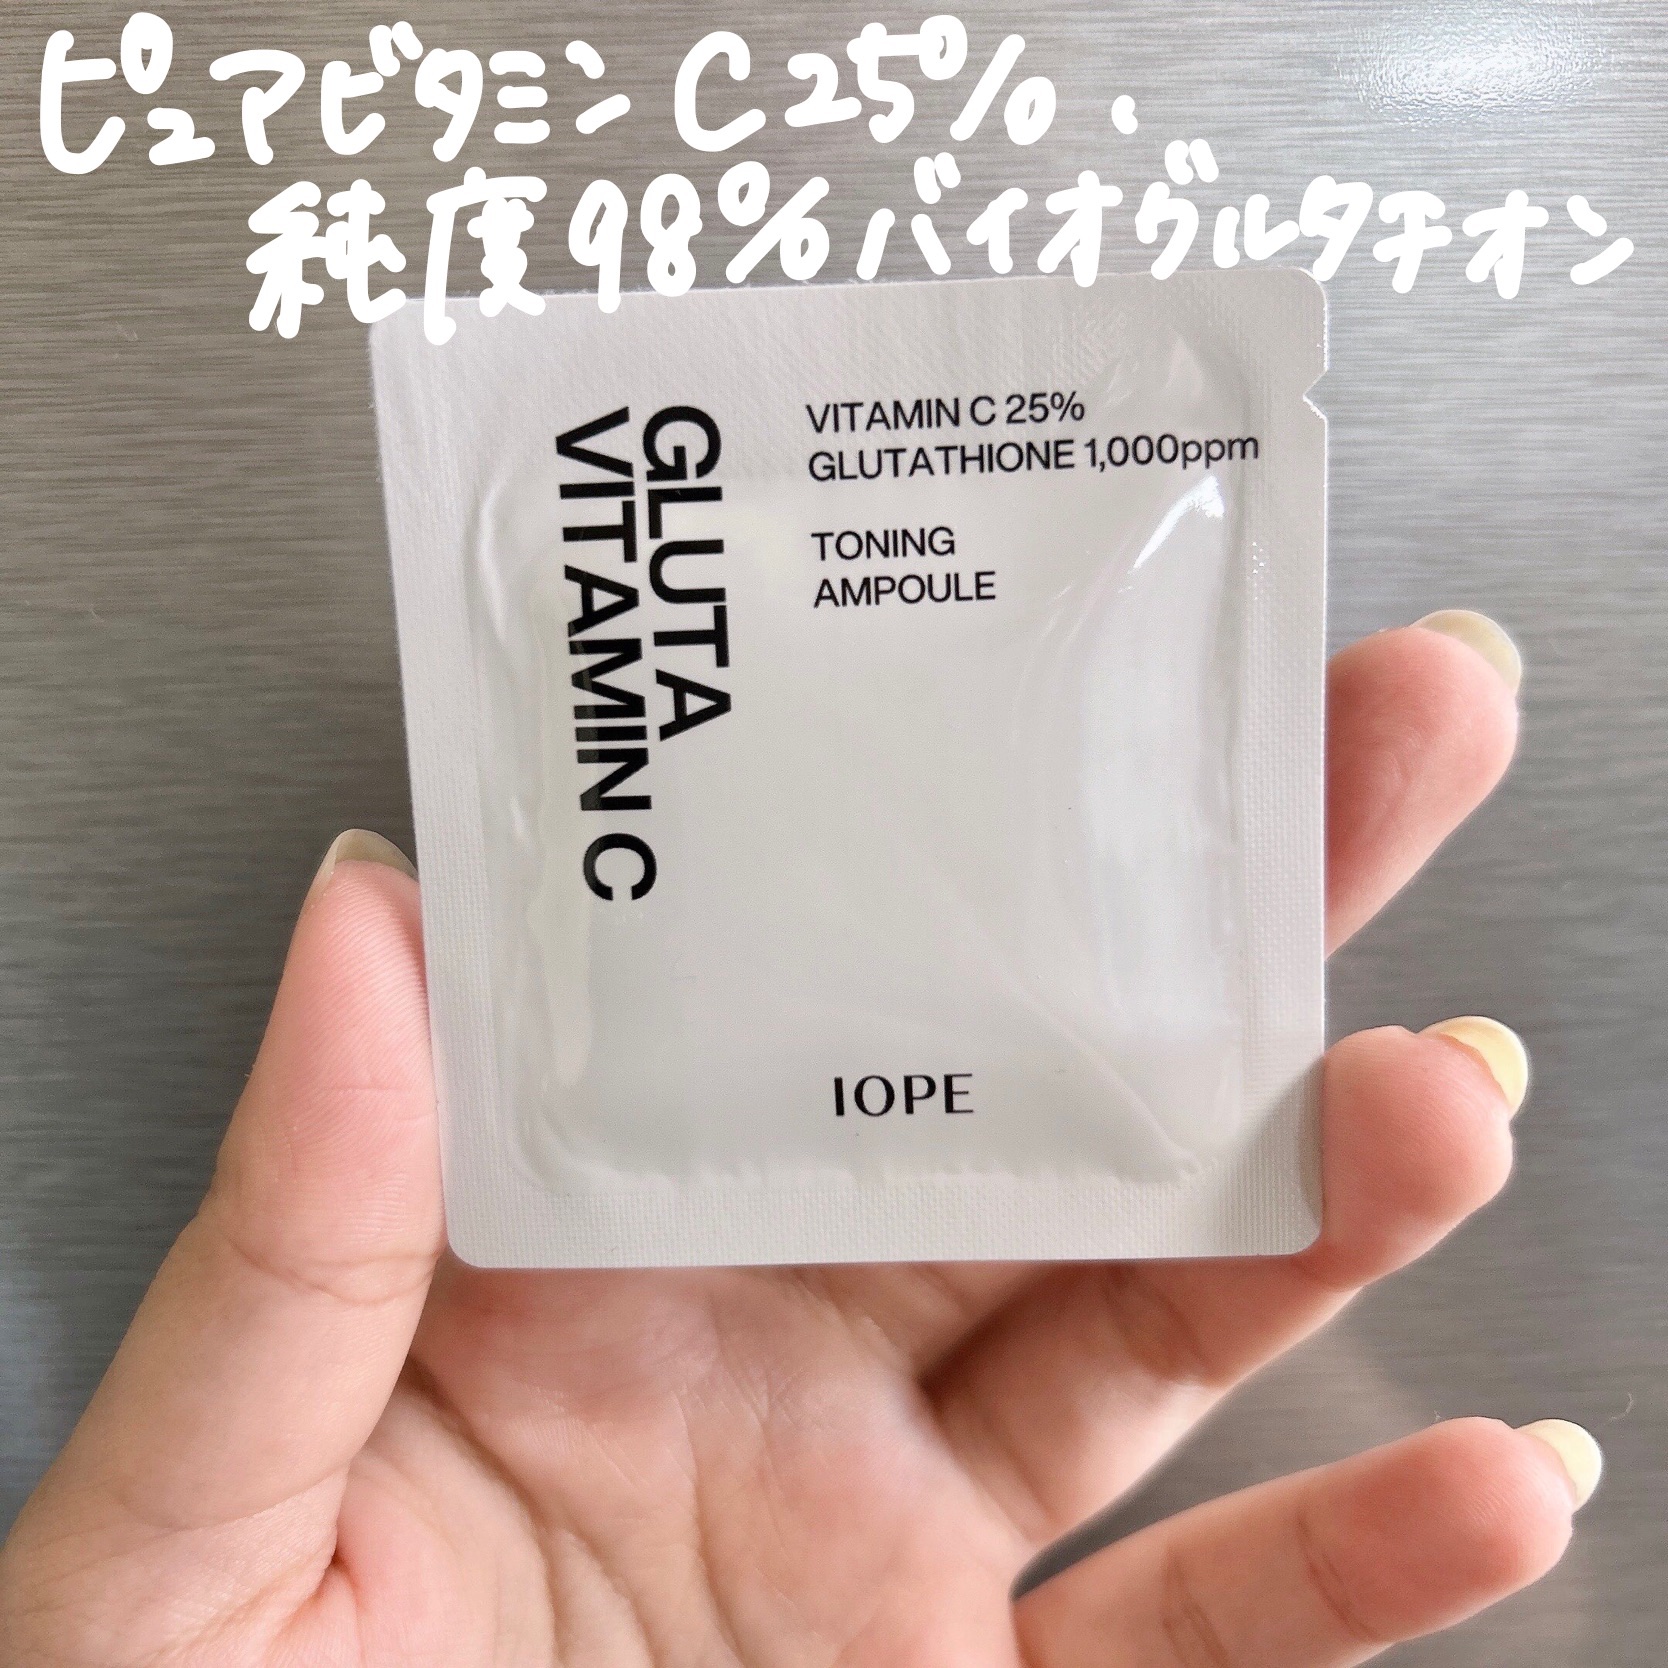 ピュアビタミンC25%・
純度98%バイオグルタチオン
GLUTA
VITAMIN C
VITAMIN C 25%
GLUTATHIONE 1,000ppm
TONING
AMPOULE
IOPE